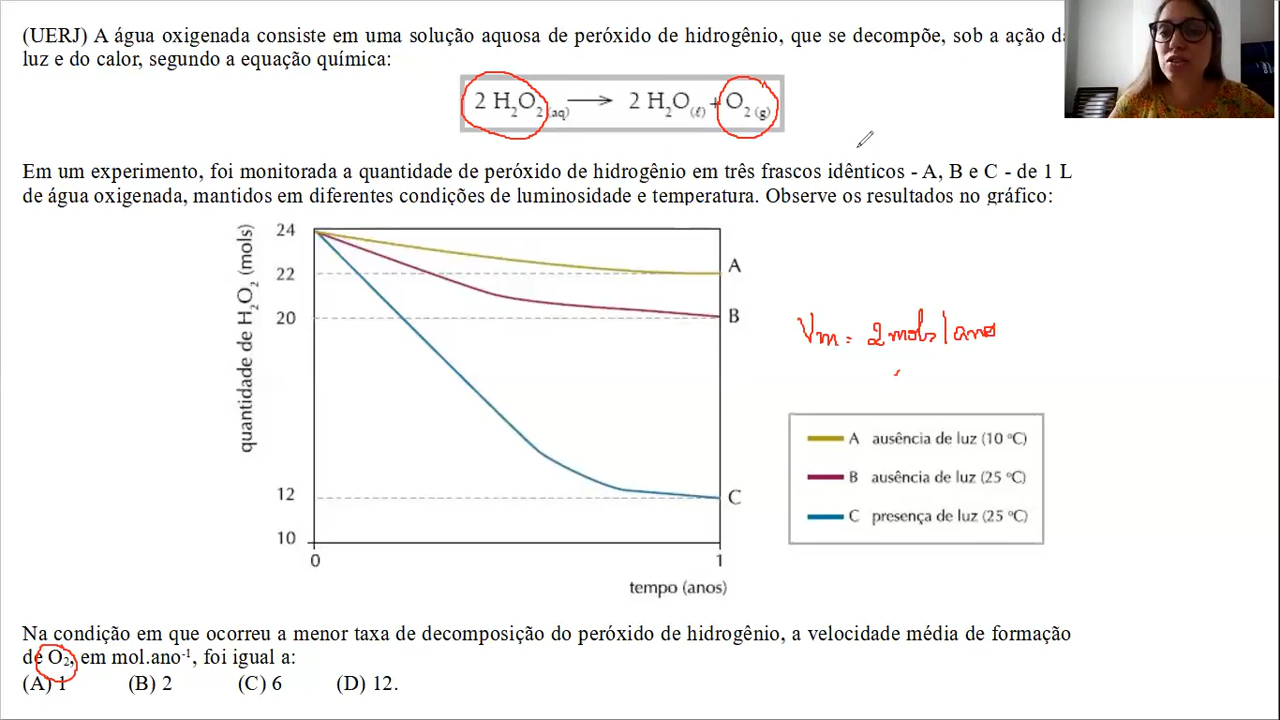 (UERJ) A água oxigenada consiste em uma solução aquosa de peróxido de hidrogênio, que se decompõe, sob a ação da
luz e do calor, segundo a equação química:
2 H₂O₂ (aq) → 2 H₂O (ℓ) + O₂ (g)
Em um experimento, foi monitorada a quantidade de peróxido de hidrogênio em três frascos idênticos - A, B e C - de 1 L
de água oxigenada, mantidos em diferentes condições de luminosidade e temperatura. Observe os resultados no gráfico:
quantidade de H₂O₂ (mols)
24
22
20
12
10
A
B
C
0
1
tempo (anos)
Vm = 2 mols/ano
A ausência de luz (10 ºC)
B ausência de luz (25 ºC)
C presença de luz (25 ºC)
Na condição em que ocorreu a menor taxa de decomposição do peróxido de hidrogênio, a velocidade média de formação
de O₂, em mol.ano⁻¹, foi igual a:
(A) 1 (B) 2 (C) 6 (D) 12.